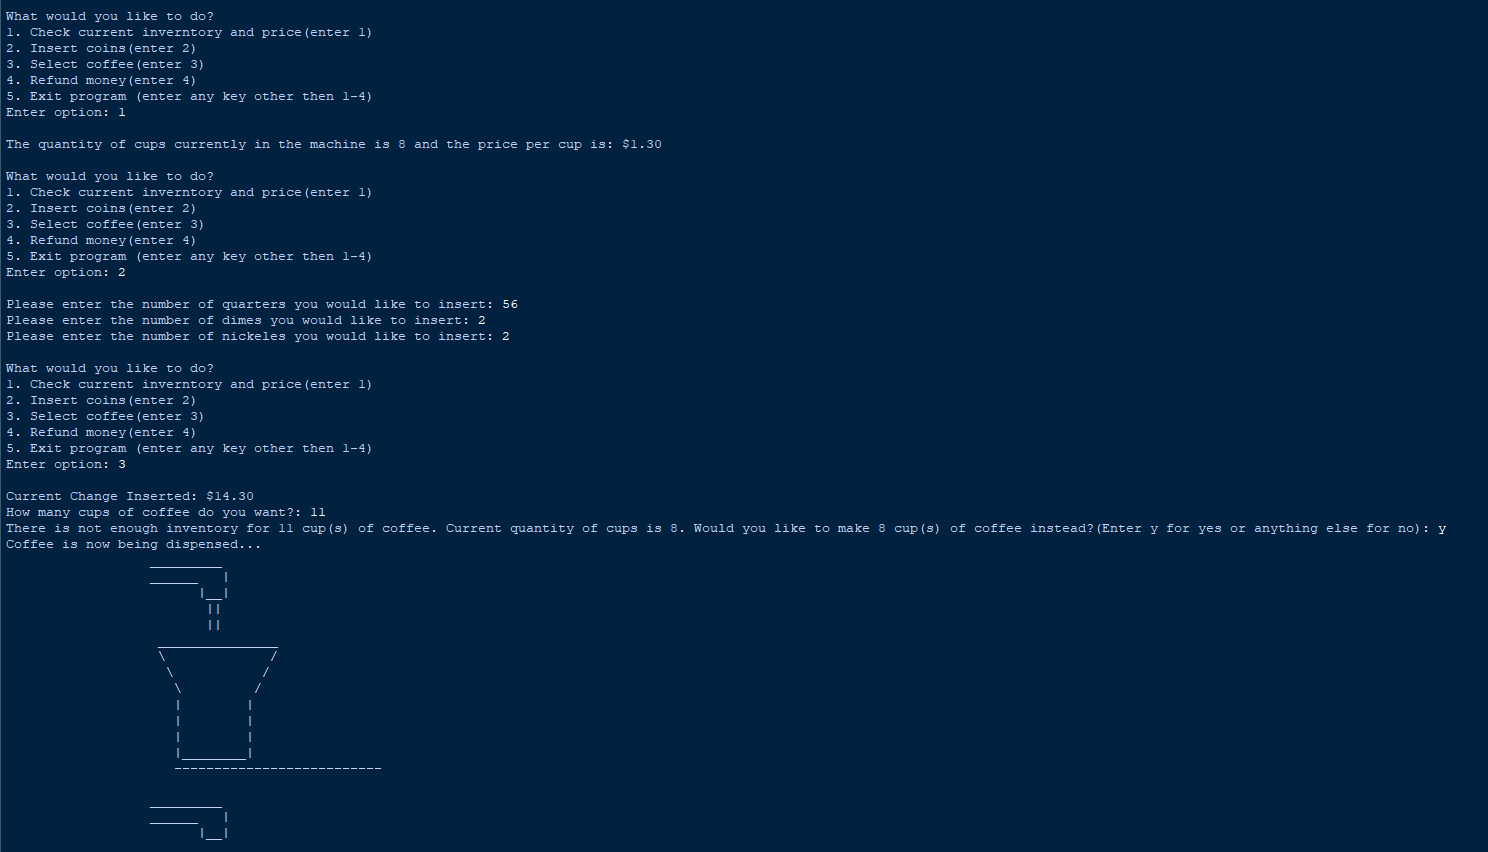 What would you like to do?
1. Check current inverntory and price(enter 1)
2. Insert coins(enter 2)
3. Select coffee(enter 3)
4. Refund money(enter 4)
5. Exit program (enter any key other then 1-4)
Enter option: 1
The quantity of cups currently in the machine is 8 and the price per cup is: $1.30
What would you like to do?
1. Check current inverntory and price(enter 1)
2. Insert coins(enter 2)
3. Select coffee(enter 3)
4. Refund money(enter 4)
5. Exit program (enter any key other then 1-4)
Enter option: 2
Please enter the number of quarters you would like to insert: 56
Please enter the number of dimes you would like to insert: 2
Please enter the number of nickeles you would like to insert: 2
What would you like to do?
1. Check current inverntory and price(enter 1)
2. Insert coins(enter 2)
3. Select coffee(enter 3)
4. Refund money(enter 4)
5. Exit program (enter any key other then 1-4)
Enter option: 3
Current Change Inserted: $14.30
How many cups of coffee do you want?: 11
There is not enough inventory for 11 cup(s) of coffee. Current quantity of cups is 8. Would you like to make 8 cup(s) of coffee instead?(Enter y for yes or anything else for no): y
Coffee is now being dispensed...